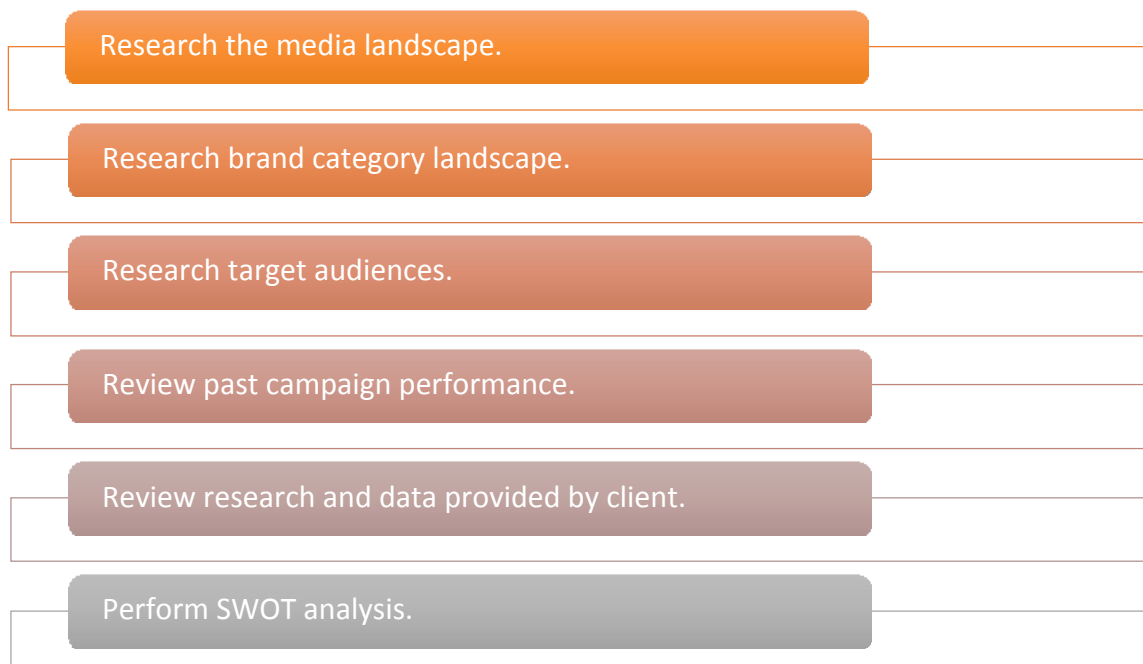 Research the media landscape.
Research brand category landscape.
Research target audiences.
Review past campaign performance.
Review research and data provided by client.
Perform SWOT analysis.